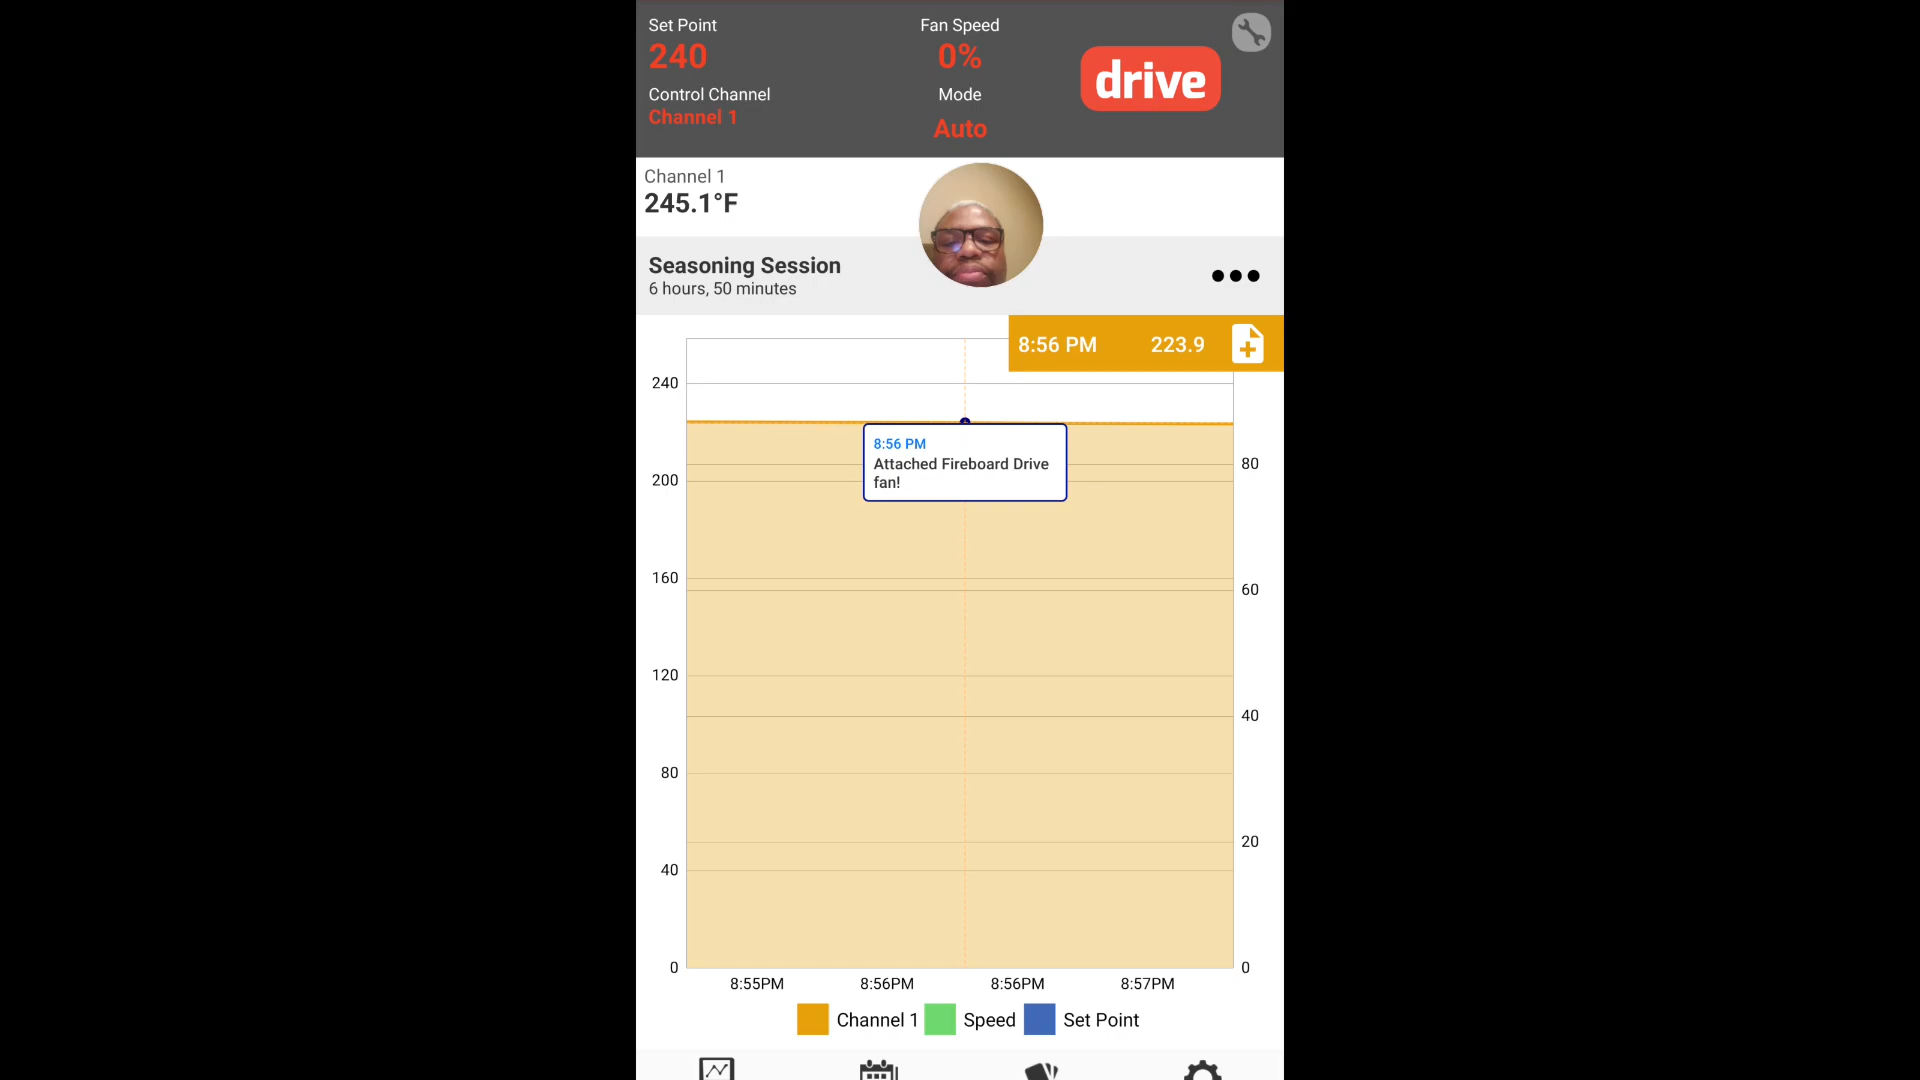 Set Point
240
Control Channel
Channel 1
Fan Speed
0%
Mode
Auto
drive
Channel 1
245.1°F
Seasoning Session
6 hours, 50 minutes
8:56 PM 223.9
8:56 PM
Attached Fireboard Drive
fan!
240
200
160
120
80
40
0
80
60
40
20
0
8:55PM 8:56PM 8:56PM 8:57PM
Channel 1 Speed Set Point